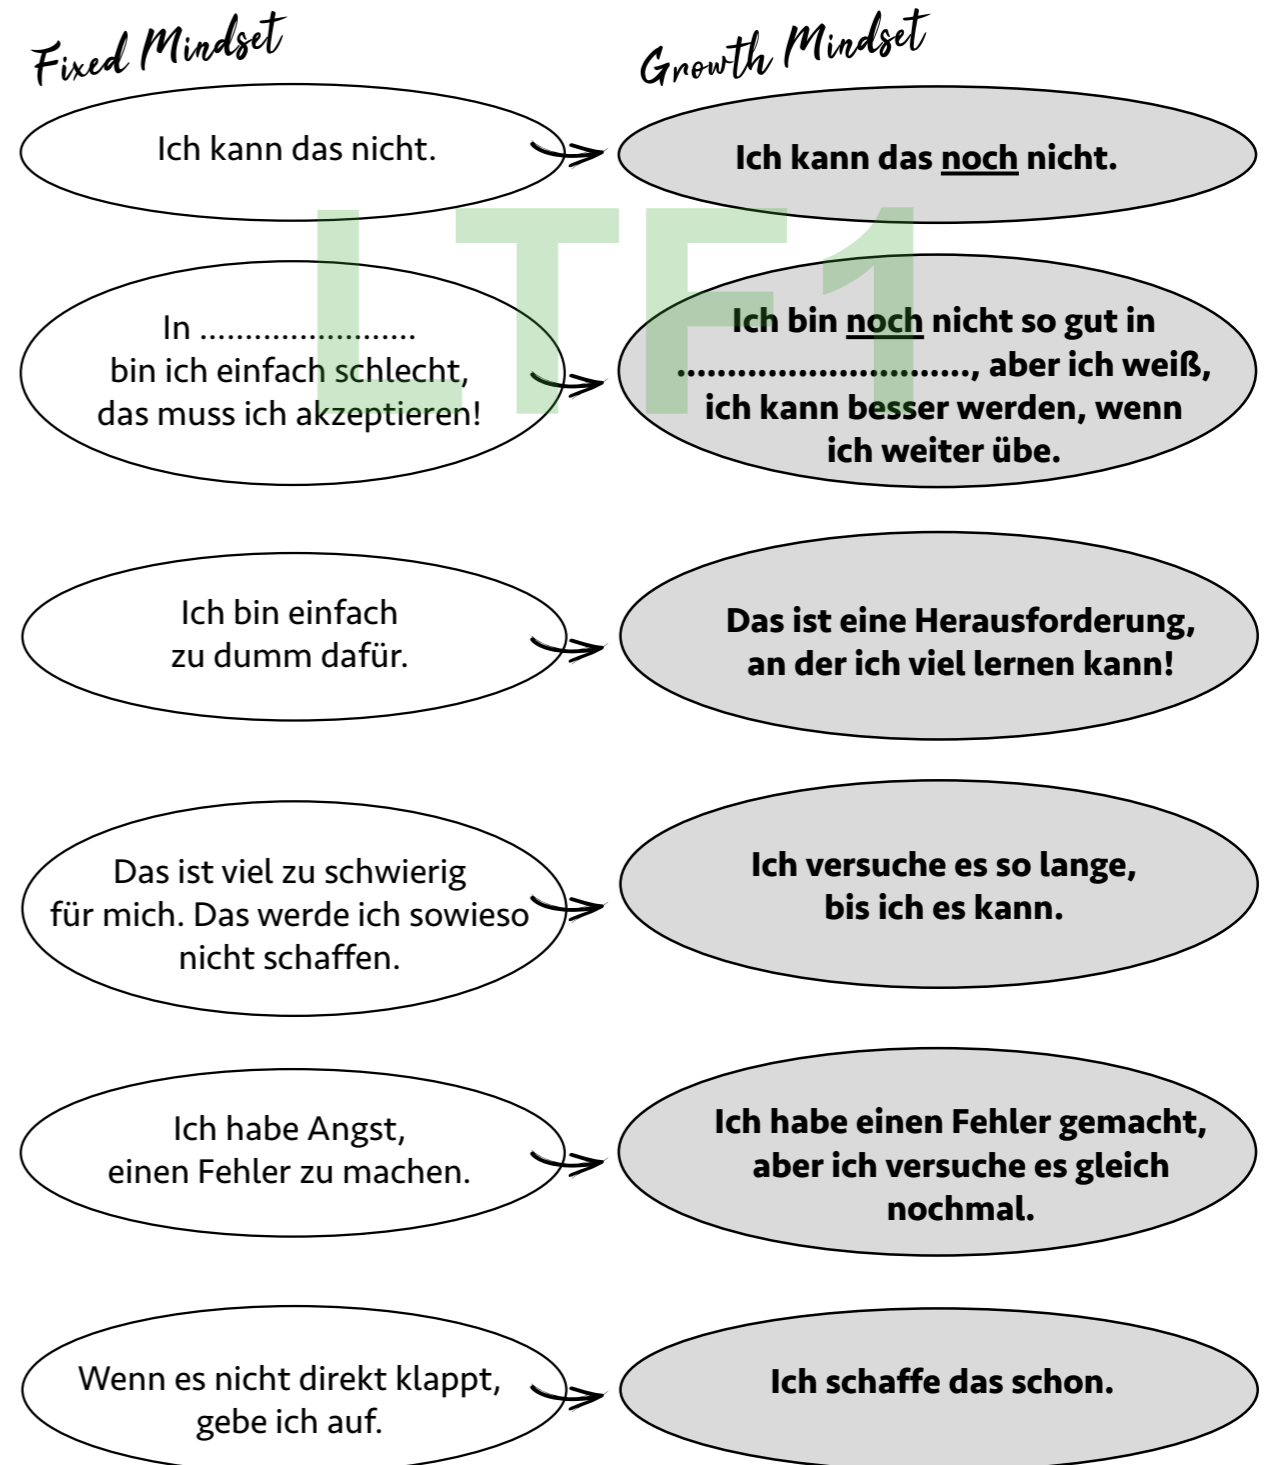 Fixed Mindset
Growth Mindset
Ich kann das nicht.
Ich kann das noch nicht.
In .........................
bin ich einfach schlecht,
das muss ich akzeptieren!
Ich bin noch nicht so gut in
............................., aber ich weiß,
ich kann besser werden, wenn
ich weiter übe.
Ich bin einfach
zu dumm dafür.
Das ist eine Herausforderung,
an der ich viel lernen kann!
Das ist viel zu schwierig
für mich. Das werde ich sowieso
nicht schaffen.
Ich versuche es so lange,
bis ich es kann.
Ich habe Angst,
einen Fehler zu machen.
Ich habe einen Fehler gemacht,
aber ich versuche es gleich
nochmal.
Wenn es nicht direkt klappt,
gebe ich auf.
Ich schaffe das schon.
LTF1